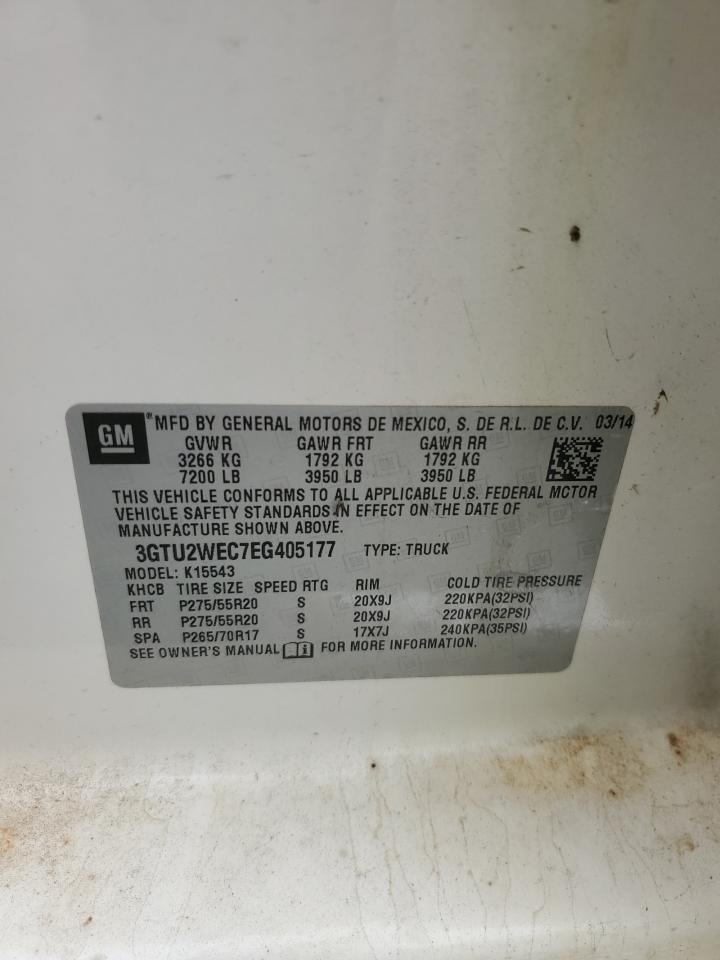 GM ® MFD BY GENERAL MOTORS DE MEXICO, S. DE R.L. DE C.V. 03/14
GVWR GAWR FRT GAWR RR
3266 KG 1792 KG 1792 KG
7200 LB 3950 LB 3950 LB
THIS VEHICLE CONFORMS TO ALL APPLICABLE U.S. FEDERAL MOTOR
VEHICLE SAFETY STANDARDS IN EFFECT ON THE DATE OF
MANUFACTURE SHOWN ABOVE.
3GTU2WEC7EG405177 TYPE: TRUCK
MODEL: K15543
KHCB TIRE SIZE SPEED RTG RIM COLD TIRE PRESSURE
FRT P275/55R20 S 20X9J 220KPA(32PSI)
RR P275/55R20 S 20X9J 220KPA(32PSI)
SPA P265/70R17 S 17X7J 240KPA(35PSI)
SEE OWNER'S MANUAL FOR MORE INFORMATION.